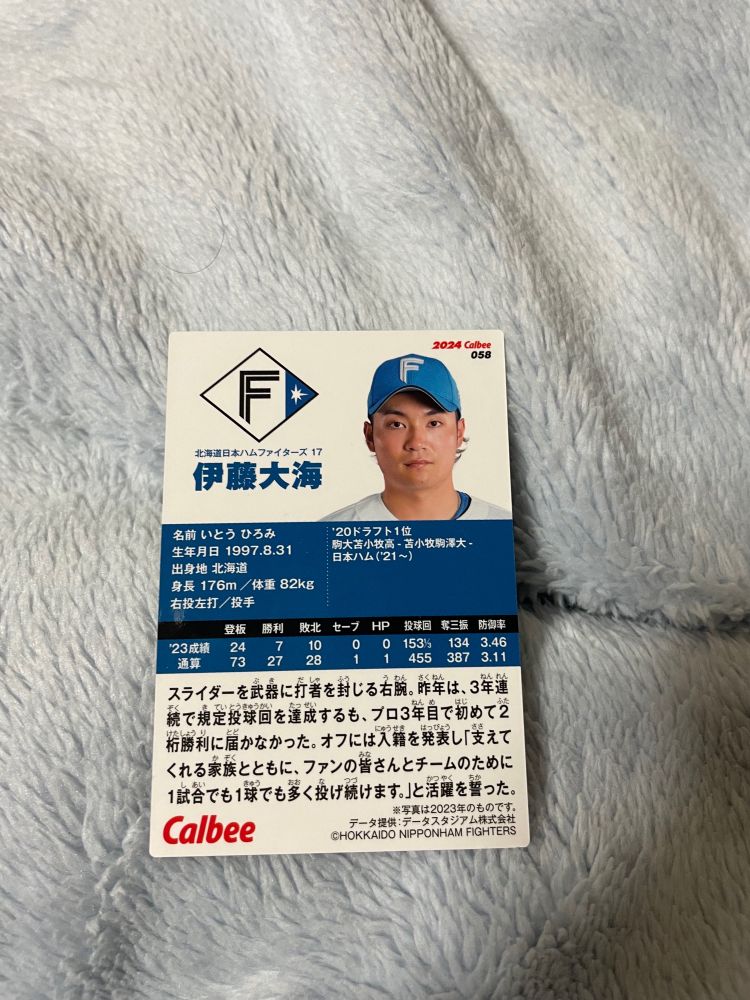 2024 Calbee
058
F
北海道日本ハムファイターズ 17
伊藤大海
F
名前 いとう ひろみ
生年月日 1997.8.31
出身地 北海道
身長 176m／体重 82kg
右投左打／投手
'20ドラフト1位
駒大苫小牧高 - 苫小牧駒澤大 -
日本ハム('21～)
登板 勝利 敗北 セーブ HP 投球回 奪三振 防御率
'23成績 24 7 10 0 0 153⅓ 134 3.46
通算 73 27 28 1 1 455 387 3.11
スライダーを武器に打者を封じる右腕。昨年は、3年連
続で規定投球回を達成するも、プロ3年目で初めて2
桁勝利に届かなかった。オフには入籍を発表し「支えて
くれる家族とともに、ファンの皆さんとチームのために
1試合でも1球でも多く投げ続けます。」と活躍を誓った。
※写真は2023年のものです。
データ提供：データスタジアム株式会社
©HOKKAIDO NIPPONHAM FIGHTERS
Calbee